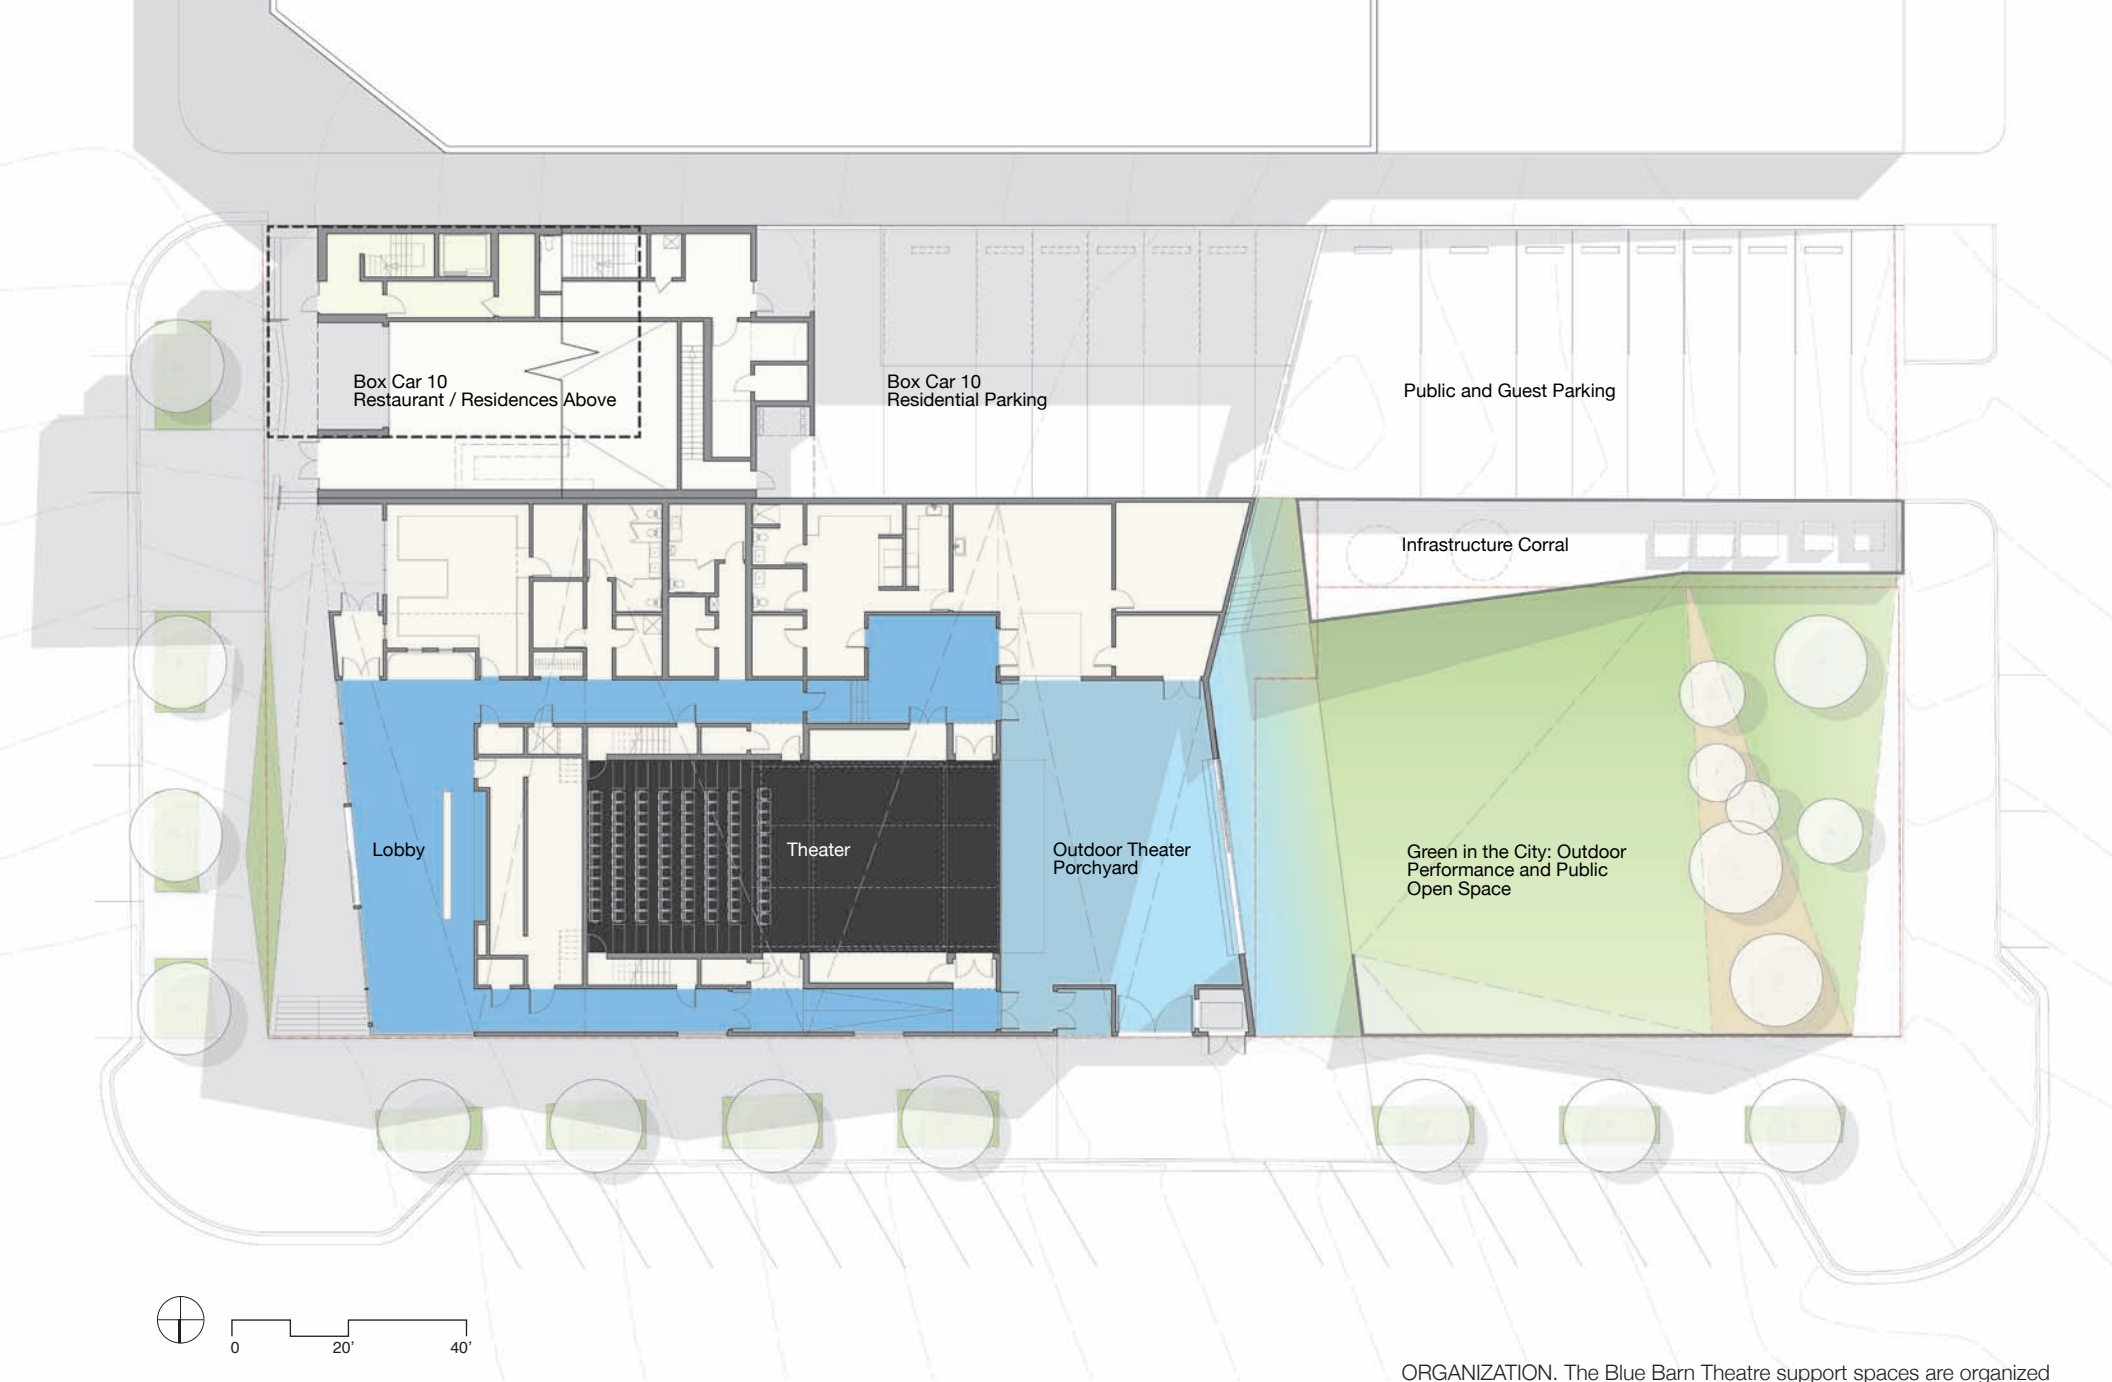 Box Car 10
Restaurant / Residences Above
Box Car 10
Residential Parking
Public and Guest Parking
Infrastructure Corral
Lobby
Theater
Outdoor Theater
Porchyard
Green in the City: Outdoor
Performance and Public
Open Space
0 20' 40'
ORGANIZATION. The Blue Barn Theatre support spaces are organized